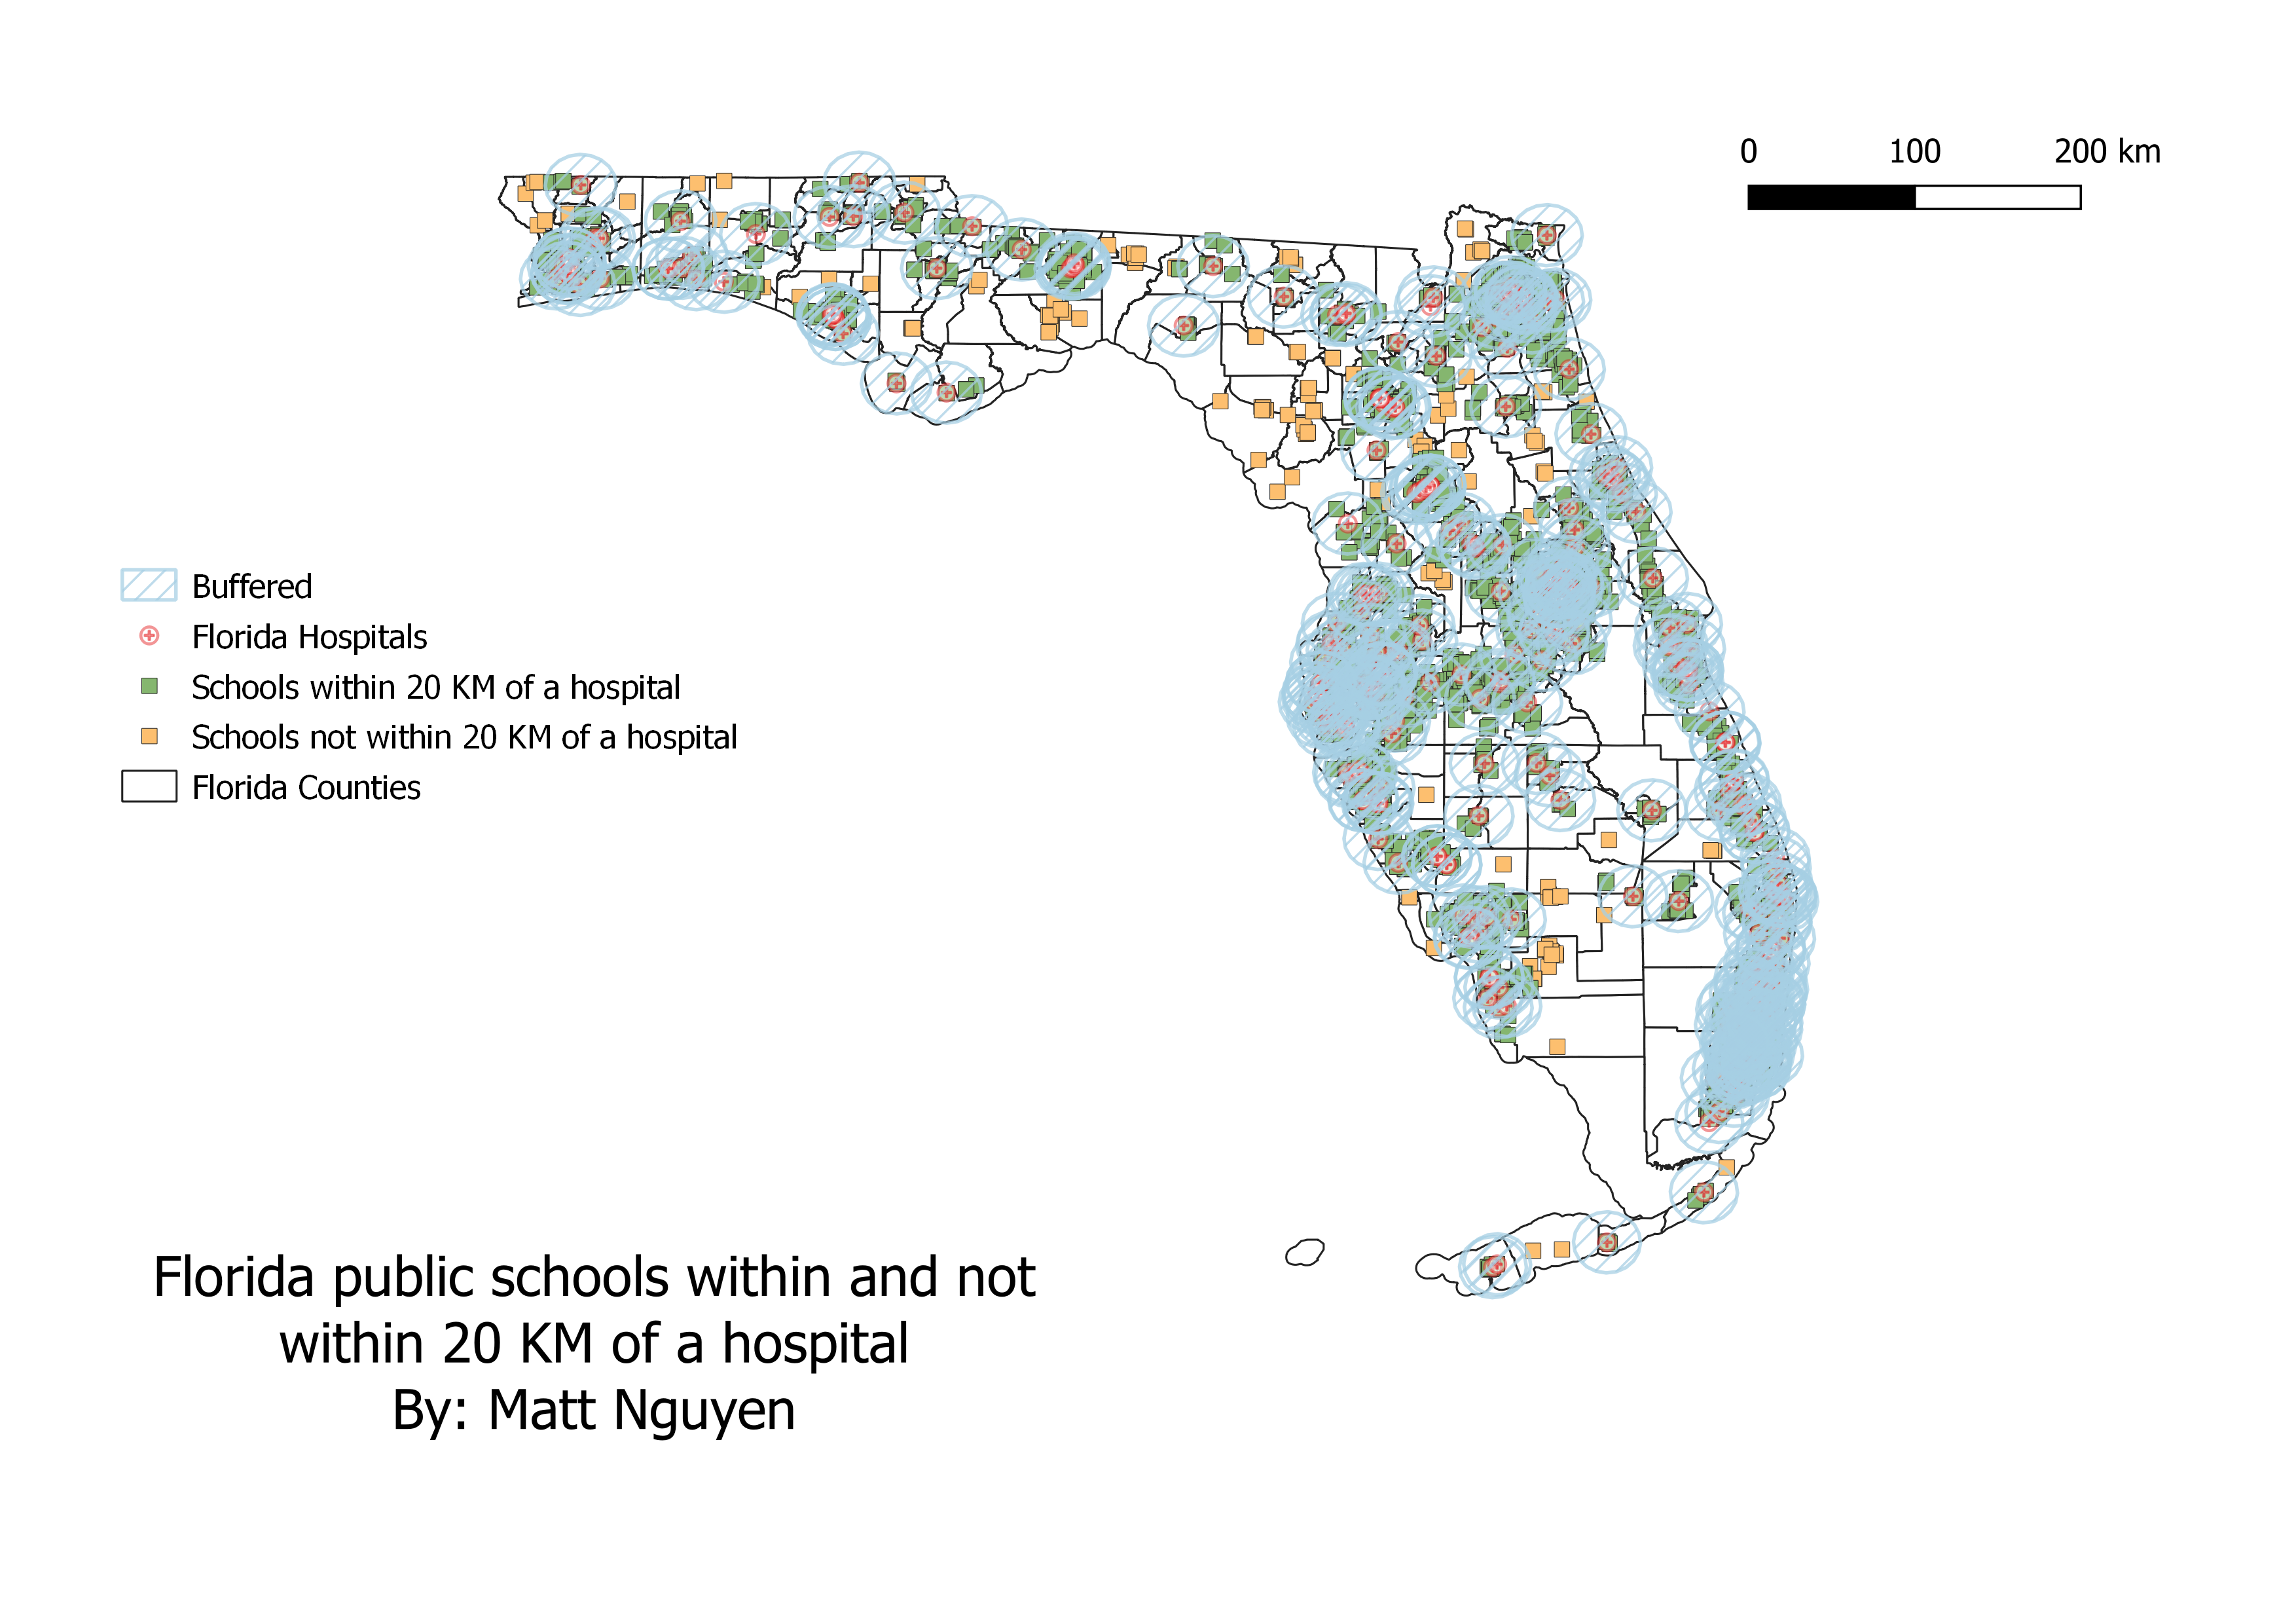 0 100 200 km
Buffered
Florida Hospitals
Schools within 20 KM of a hospital
Schools not within 20 KM of a hospital
Florida Counties
Florida public schools within and not
within 20 KM of a hospital
By: Matt Nguyen